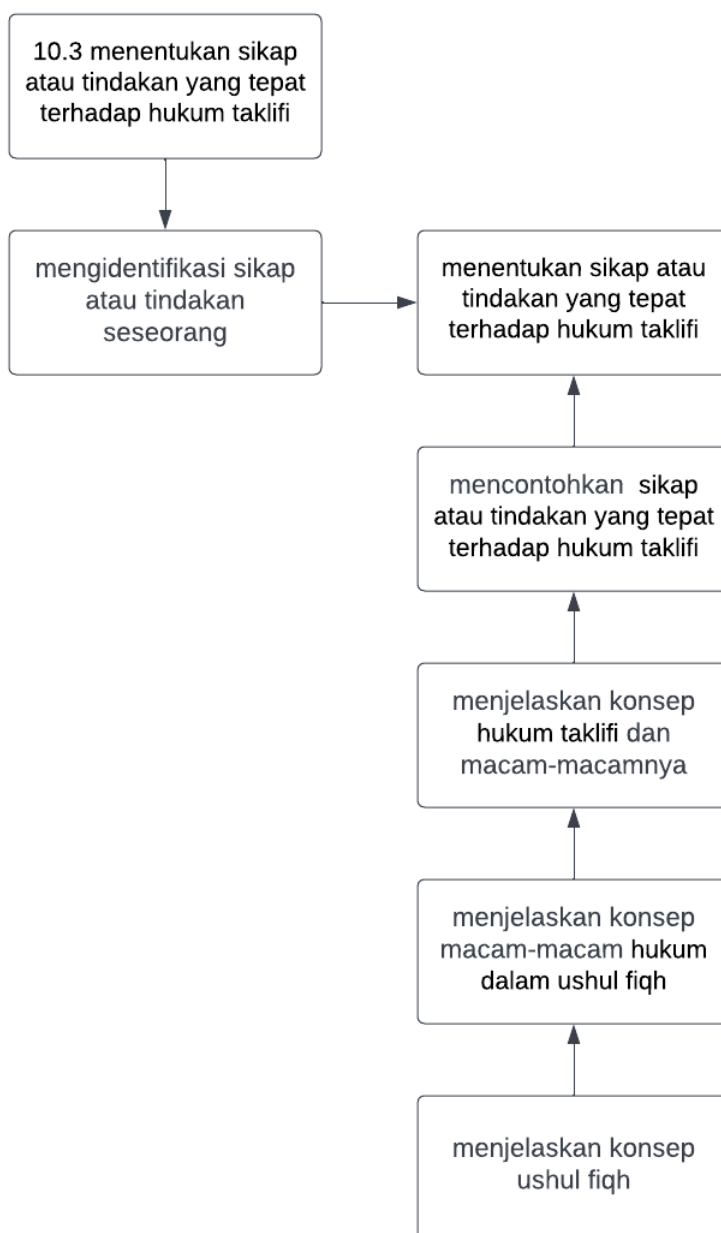 10.3 menentukan sikap
atau tindakan yang tepat
terhadap hukum taklifi
mengidentifikasi sikap
atau tindakan
seseorang
menentukan sikap atau
tindakan yang tepat
terhadap hukum taklifi
mencontohkan sikap
atau tindakan yang tepat
terhadap hukum taklifi
menjelaskan konsep
hukum taklifi dan
macam-macamnya
menjelaskan konsep
macam-macam hukum
dalam ushul fiqh
menjelaskan konsep
ushul fiqh